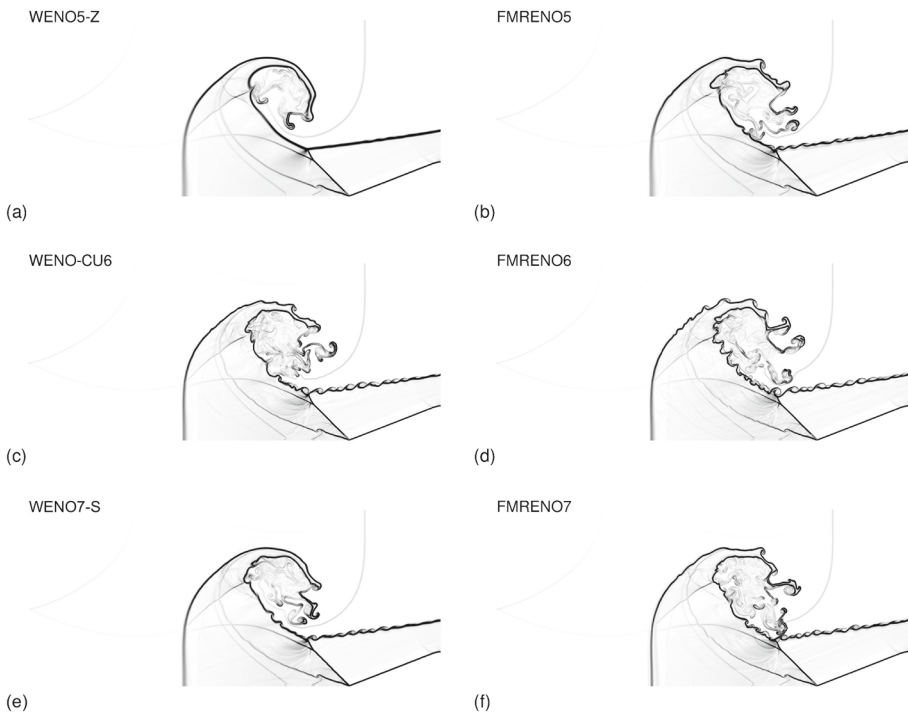 WENO5-Z
FMRENO5
(a)
(b)
WENO-CU6
FMRENO6
(c)
(d)
WENO7-S
FMRENO7
(e)
(f)